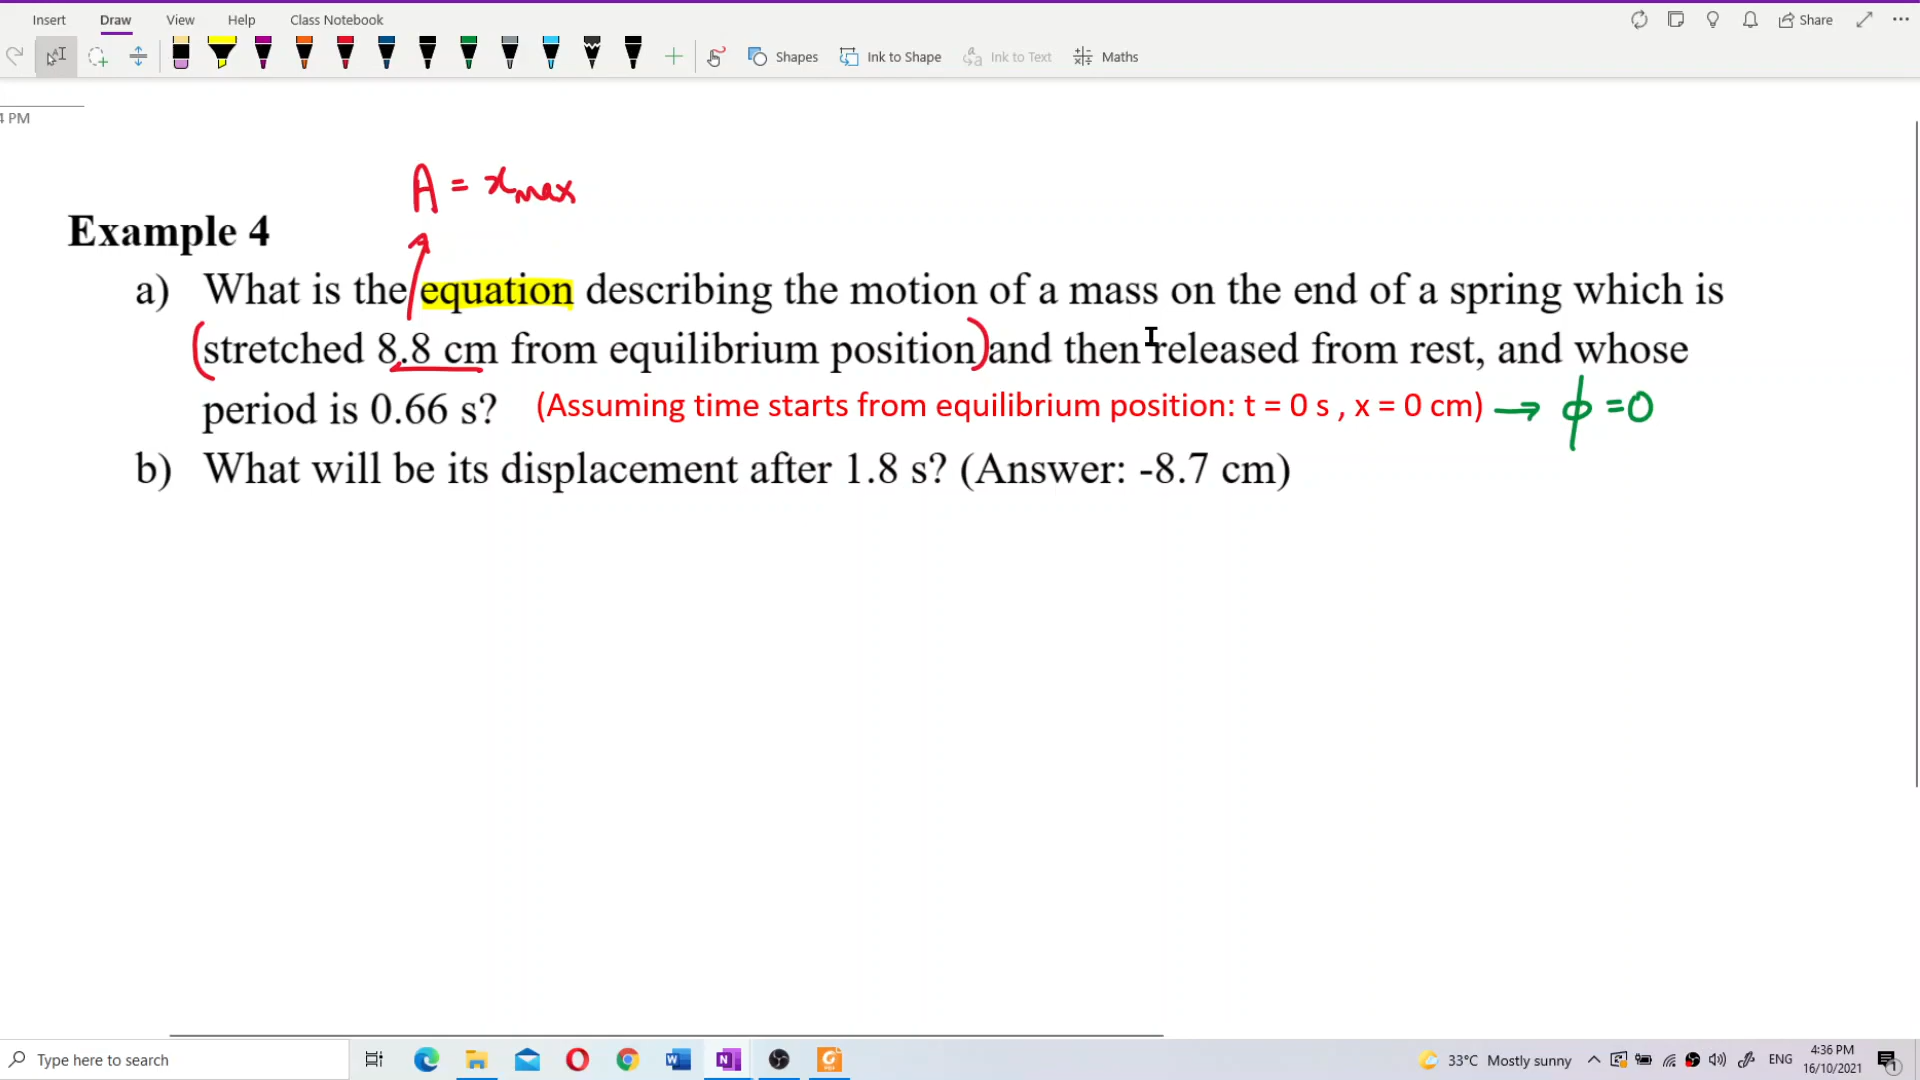 Insert Draw View Help Class Notebook Share
Shapes Ink to Shape Ink to Text Maths
4 PM
A = xmax
Example 4
a) What is the equation describing the motion of a mass on the end of a spring which is
(stretched 8.8 cm from equilibrium position) and then released from rest, and whose
period is 0.66 s? (Assuming time starts from equilibrium position: t = 0 s , x = 0 cm) → ϕ = 0
b) What will be its displacement after 1.8 s? (Answer: -8.7 cm)
Type here to search 33°C Mostly sunny ENG 4:36 PM
16/10/2021